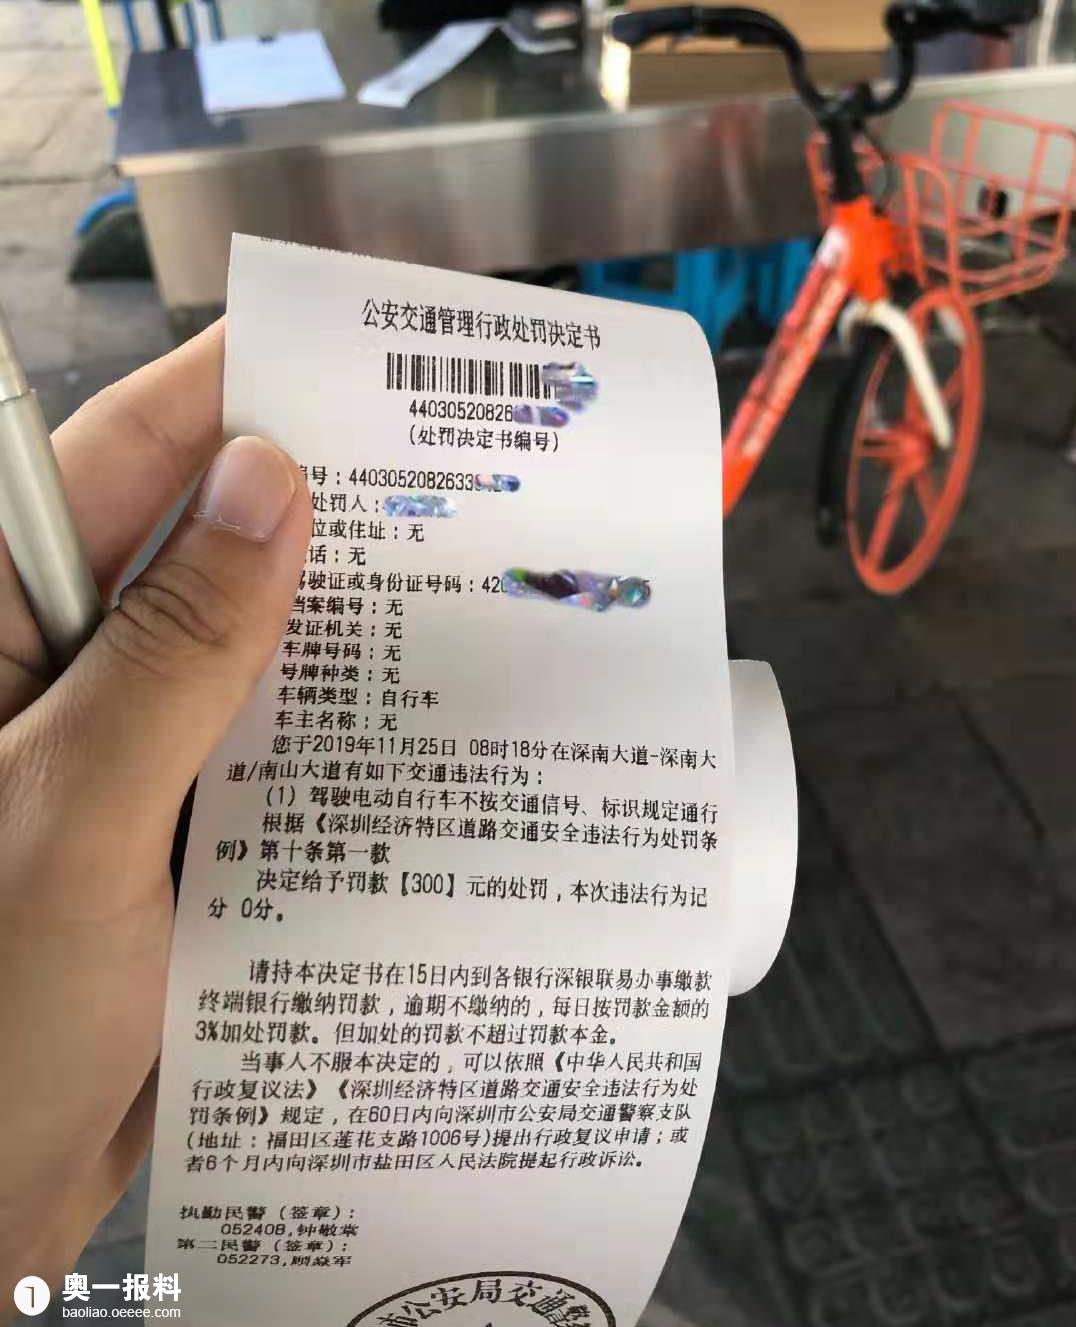 公安交通管理行政处罚决定书
44030520826
(处罚决定书编号)
号：440305208263
处罚人：
位或住址：无
话：无
驾驶证或身份证号码：420
档案编号：无
发证机关：无
车牌号码：无
号牌种类：无
车辆类型：自行车
车主名称：无
您于2019年11月25日 08时18分在深南大道-深南大
道/南山大道有如下交通违法行为：
(1) 驾驶电动自行车不按交通信号、标识规定通行
根据《深圳经济特区道路交通安全违法行为处罚条
例》第十条第一款
决定给予罚款【300】元的处罚，本次违法行为记
分 0分。
请持本决定书在15日内到各银行深银联易办事缴款
终端银行缴纳罚款，逾期不缴纳的，每日按罚款金额的
3%加处罚款。但加处的罚款不超过罚款本金。
当事人不服本决定的，可以依照《中华人民共和国
行政复议法》《深圳经济特区道路交通安全违法行为处
罚条例》规定，在60日内向深圳市公安局交通警察支队
(地址：福田区莲花支路1006号)提出行政复议申请；或
者6个月内向深圳市盐田区人民法院提起行政诉讼。
执勤民警（签章）：
052408,钟敬棠
第二民警（签章）：
052273,顾焱军
市公安局交通警
1 奥一报料
baoliao.oeeee.com